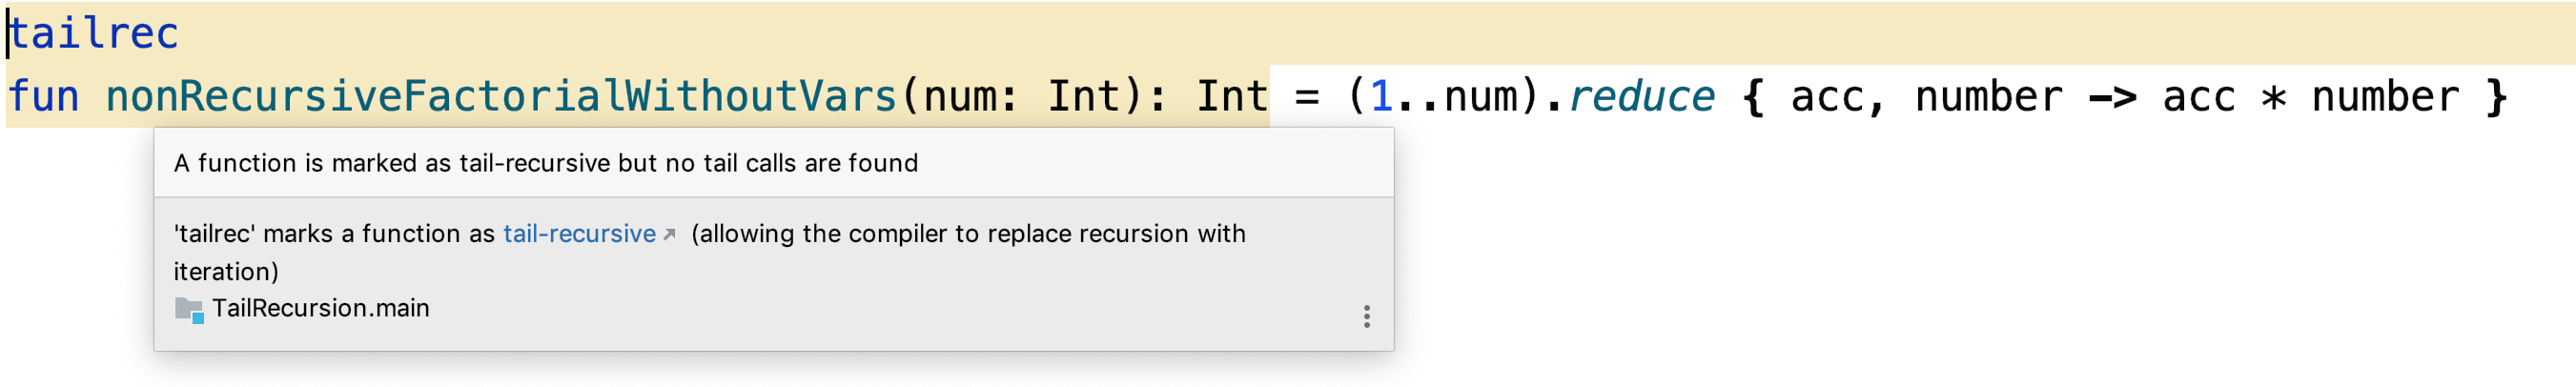 tailrec
fun nonRecursiveFactorialWithoutVars(num: Int): Int = (1..num).reduce { acc, number -> acc * number }
A function is marked as tail-recursive but no tail calls are found
'tailrec' marks a function as tail-recursive (allowing the compiler to replace recursion with
iteration)
TailRecursion.main